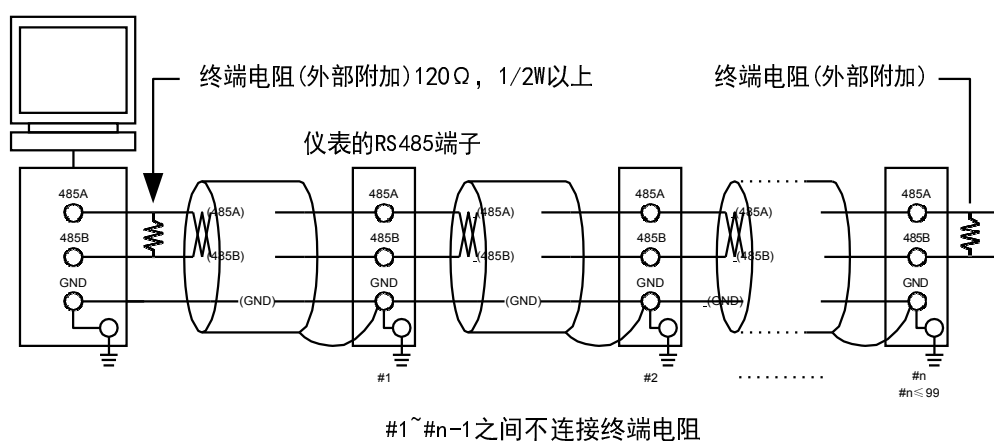 终端电阻(外部附加)120Ω, 1/2W以上
终端电阻(外部附加)
仪表的RS485端子
485A
485A
485A
485A
(485A)
(485A)
(485A)
485B
485B
485B
485B
(485B)
(485B)
(485B)
GND
GND
GND
GND
(GND)
(GND)
(GND)
#1
#2
#n
#n≤99
#1~#n-1之间不连接终端电阻